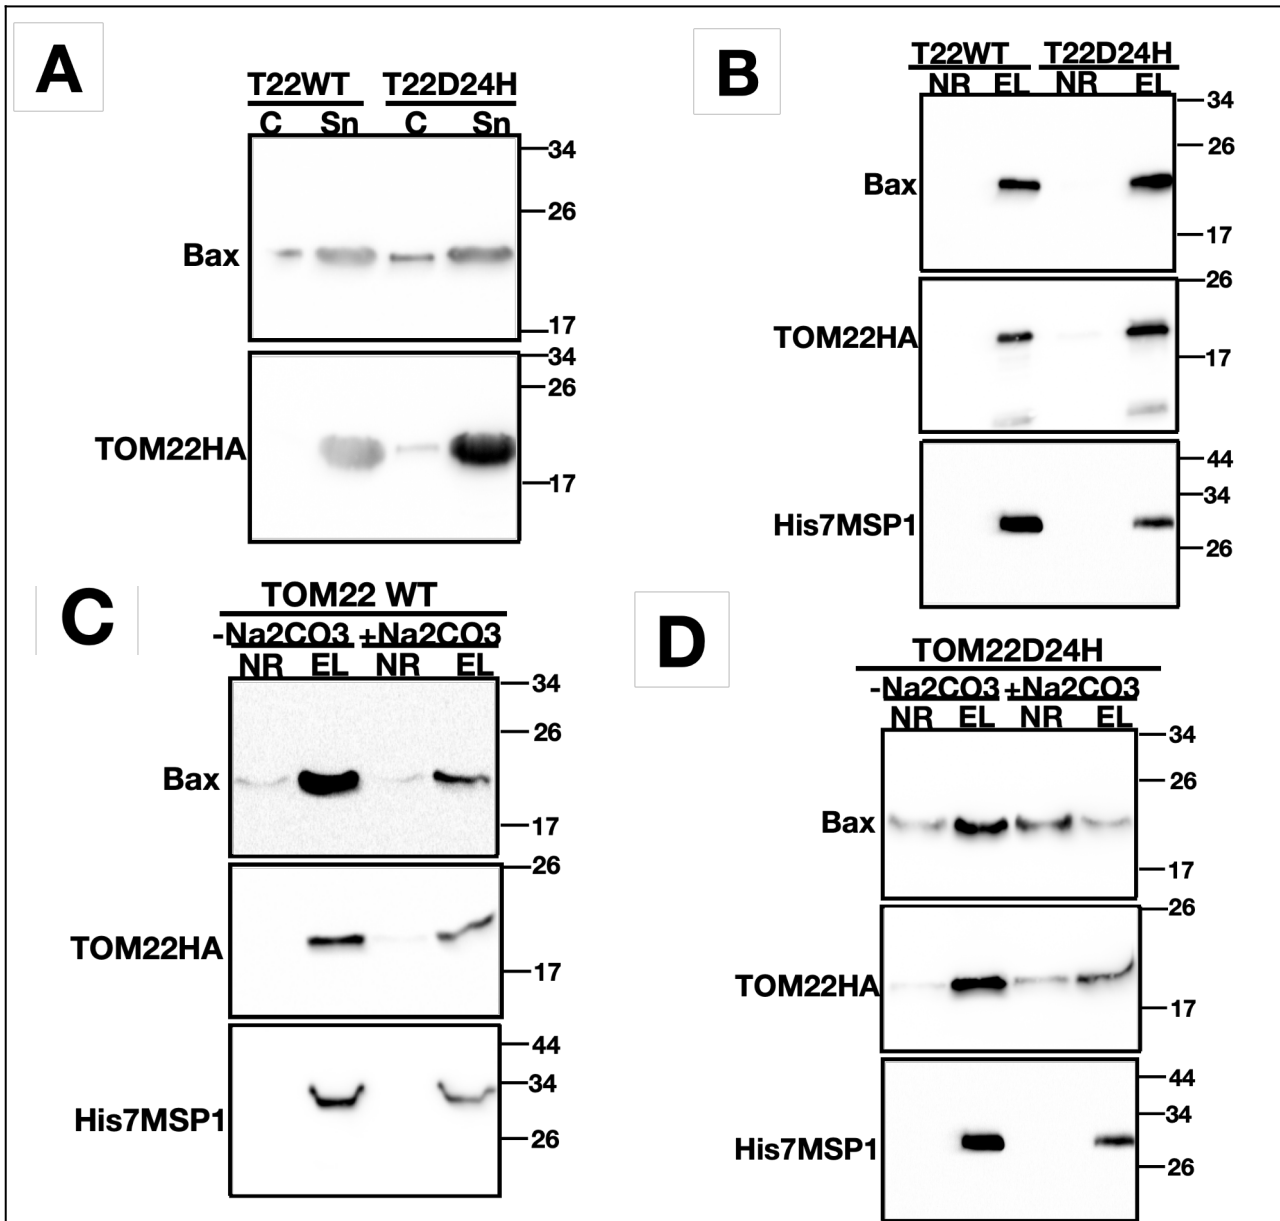 A
T22WT T22D24H
C Sn C Sn
34
26
Bax
17
34
26
TOM22HA
17
B
T22WT T22D24H
NR EL NR EL
34
26
Bax
17
26
TOM22HA
17
44
34
His7MSP1
26
C
TOM22 WT
-Na2CO3 +Na2CO3
NR EL NR EL
34
26
Bax
17
26
TOM22HA
17
44
34
His7MSP1
26
D
TOM22D24H
-Na2CO3 +Na2CO3
NR EL NR EL
34
26
Bax
17
26
TOM22HA
17
44
34
His7MSP1
26